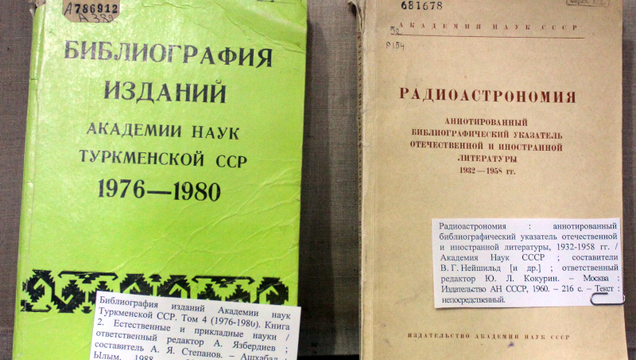 А786912
А 382
БИБЛИОГРАФИЯ
ИЗДАНИЙ
АКАДЕМИИ НАУК
ТУРКМЕНСКОЙ ССР
1976—1980
Библиография изданий Академии наук
Туркменской ССР. Том 4 (1976-1980). Книга
2. Естественные и прикладные науки /
ответственный редактор А. Язбердиев ;
составитель А. Я. Степанов. – Ашхабад :
Ылым, 1988.
681678
АКАДЕМИЯ НАУК СССР
РАДИОАСТРОНОМИЯ
АННОТИРОВАННЫЙ
БИБЛИОГРАФИЧЕСКИЙ УКАЗАТЕЛЬ
ОТЕЧЕСТВЕННОЙ И ИНОСТРАННОЙ
ЛИТЕРАТУРЫ
1932—1958 гг.
Радиоастрономия : аннотированный
библиографический указатель отечественной
и иностранной литературы, 1932-1958 гг. /
Академия Наук СССР ; составители
В. Г. Нейшильд [и др.] ; ответственный
редактор Ю. Л. Кокурин. – Москва :
Издательство АН СССР, 1960. – 216 с. – Текст :
непосредственный.
ИЗДАТЕЛЬСТВО АКАДЕМИИ НАУК СССР